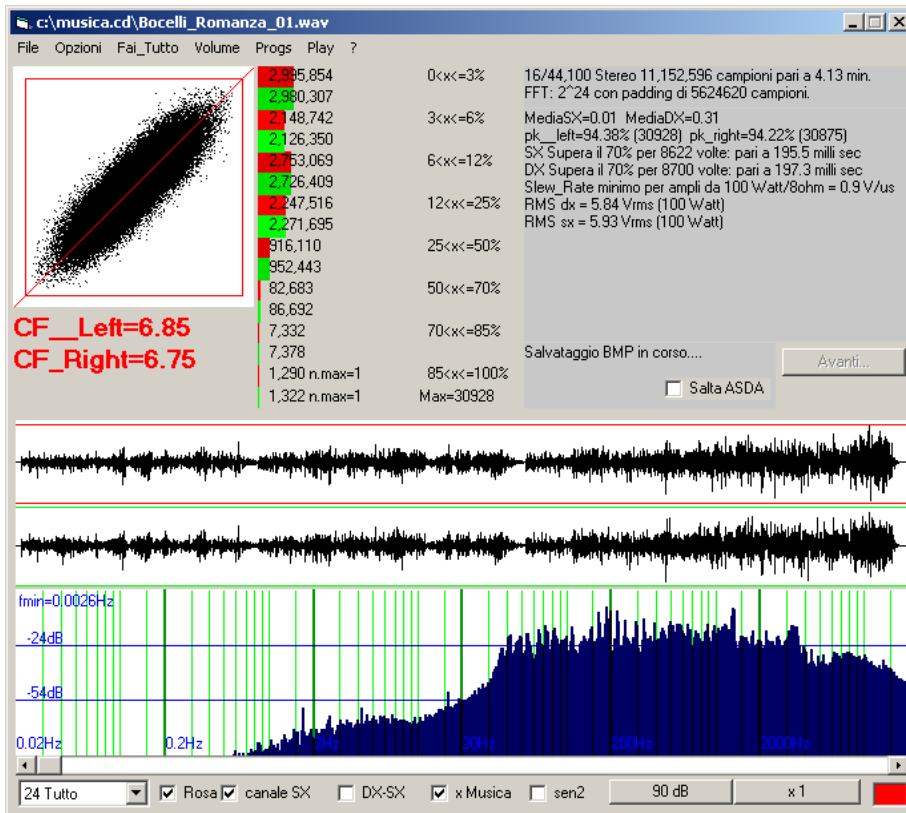 c:\musica.cd\Bocelli_Romanza_01.wav
File Opzioni Fai_Tutto Volume Progs Play ?
2,995,854 0<x<=3%
2,980,307
2,148,742 3<x<=6%
2,126,350
2,753,069 6<x<=12%
2,726,409
2,247,516 12<x<=25%
2,271,695
916,110 25<x<=50%
952,443
82,683 50<x<=70%
86,692
7,332 70<x<=85%
7,378
1,290 n.max=1 85<x<=100%
1,322 n.max=1 Max=30928
CF__Left=6.85
CF_Right=6.75
16/44,100 Stereo 11,152,596 campioni pari a 4.13 min.
FFT: 2^24 con padding di 5624620 campioni.
MediaSX=0.01 MediaDX=0.31
pk__left=94.38% (30928) pk_right=94.22% (30875)
SX Supera il 70% per 8622 volte: pari a 195.5 milli sec
DX Supera il 70% per 8700 volte: pari a 197.3 milli sec
Slew_Rate minimo per ampli da 100 Watt/8ohm = 0.9 V/us
RMS dx = 5.84 Vrms (100 Watt)
RMS sx = 5.93 Vrms (100 Watt)
Salvataggio BMP in corso....
Avanti...
Salta ASDA
fmin=0.0026Hz
-24dB
-54dB
0.02Hz 0.2Hz 2Hz 20Hz 200Hz 2000Hz
24 Tutto Rosa canale SX DX-SX x Musica sen2 90 dB x 1